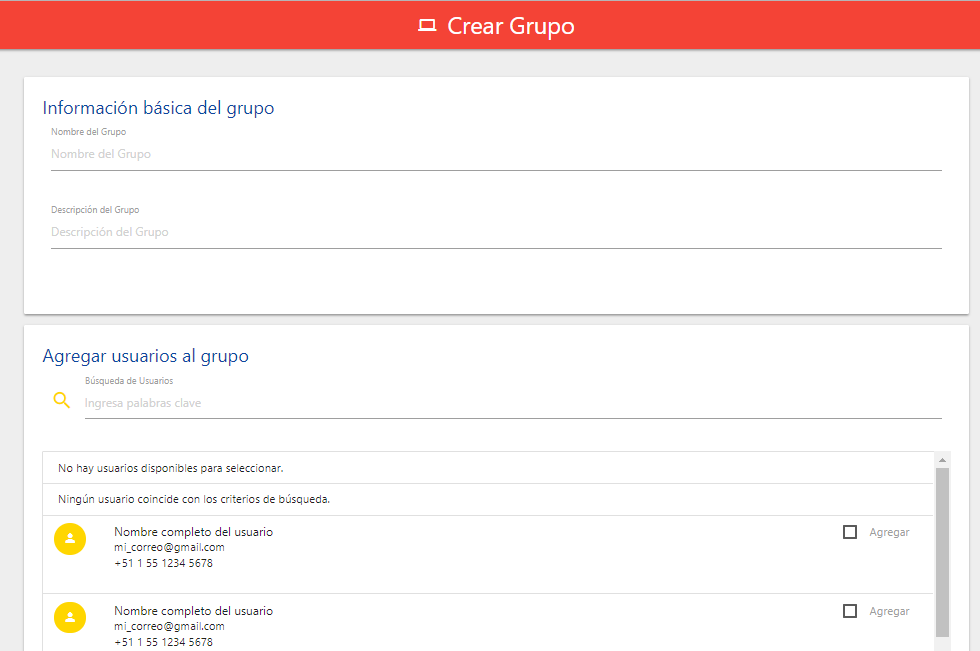 Crear Grupo
Información básica del grupo
Nombre del Grupo
Nombre del Grupo
Descripción del Grupo
Descripción del Grupo
Agregar usuarios al grupo
Búsqueda de Usuarios
Ingresa palabras clave
No hay usuarios disponibles para seleccionar.
Ningún usuario coincide con los criterios de búsqueda.
Nombre completo del usuario
Agregar
mi_correo@gmail.com
+51 1 55 1234 5678
Nombre completo del usuario
Agregar
mi_correo@gmail.com
+51 1 55 1234 5678